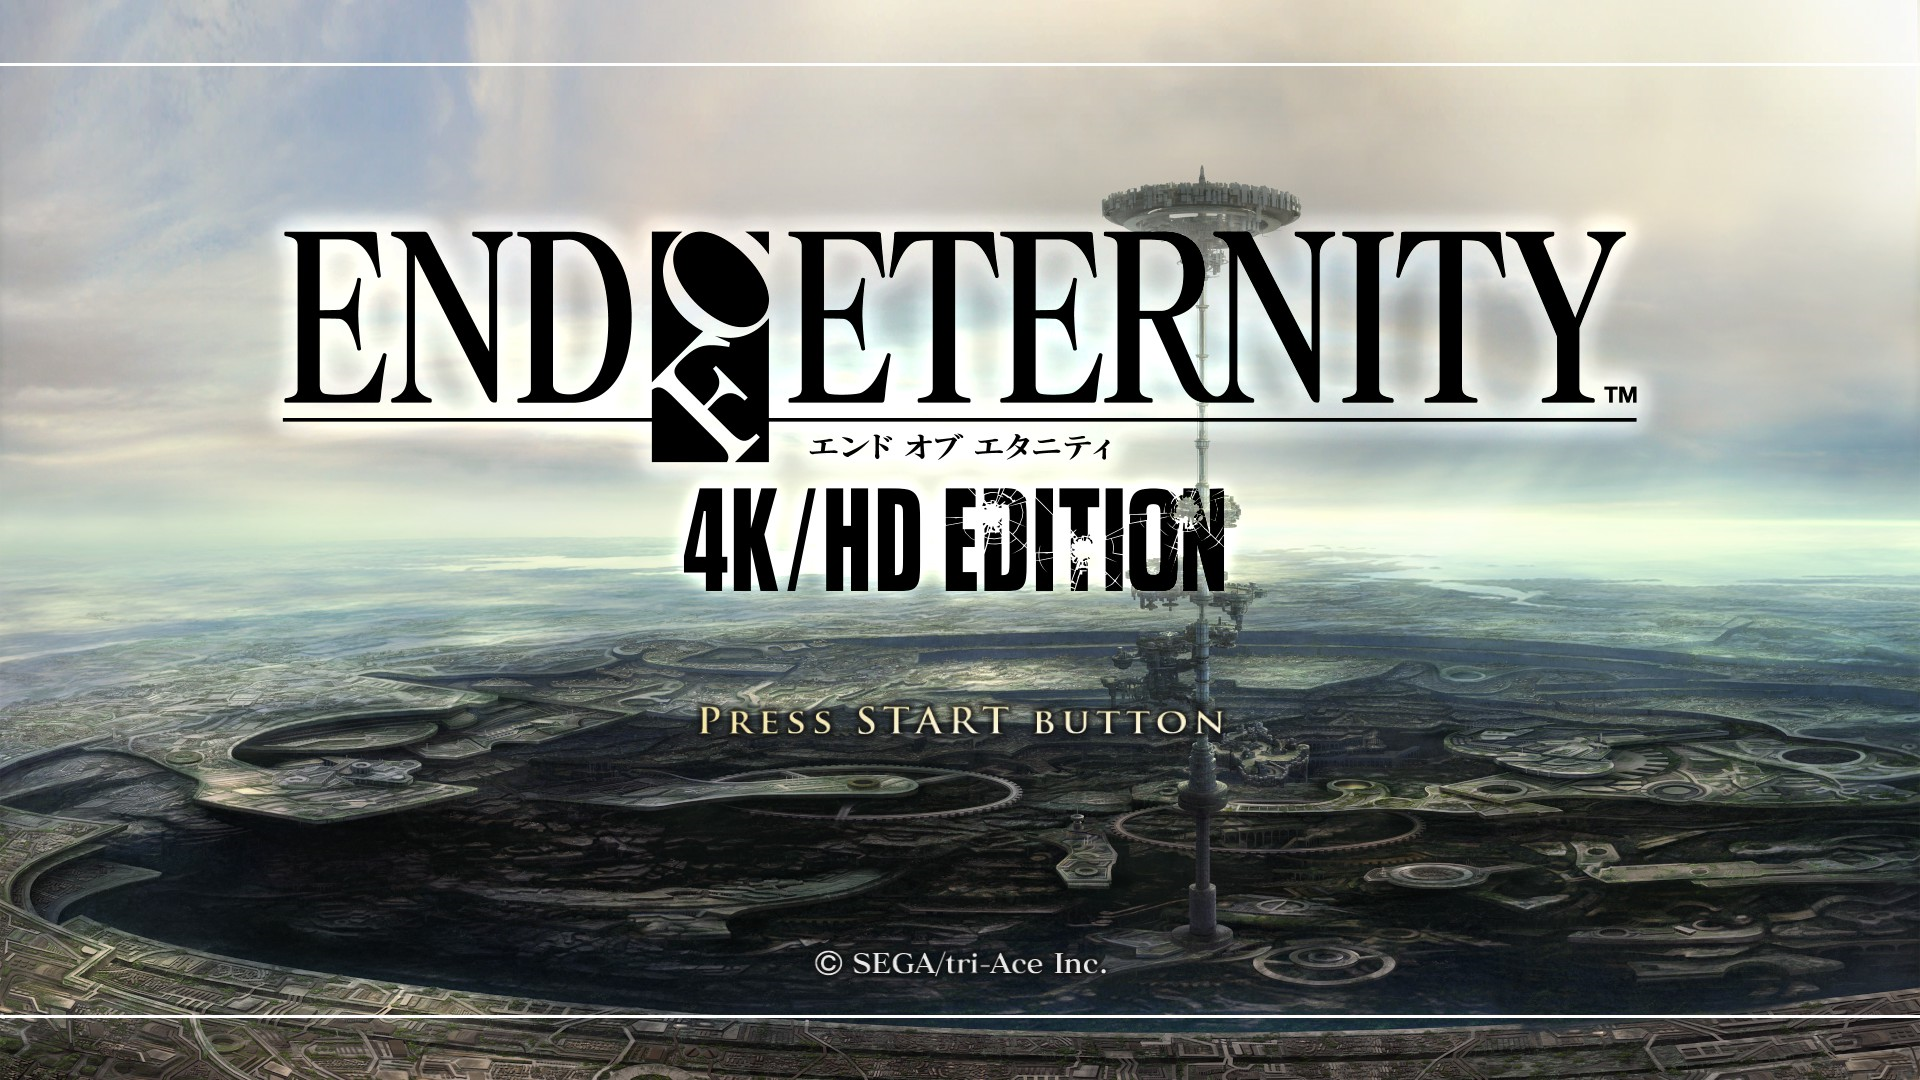 END OF ETERNITY™
エンド オブ エタニティ
4K/HD EDITION
PRESS START BUTTON
© SEGA/tri-Ace Inc.